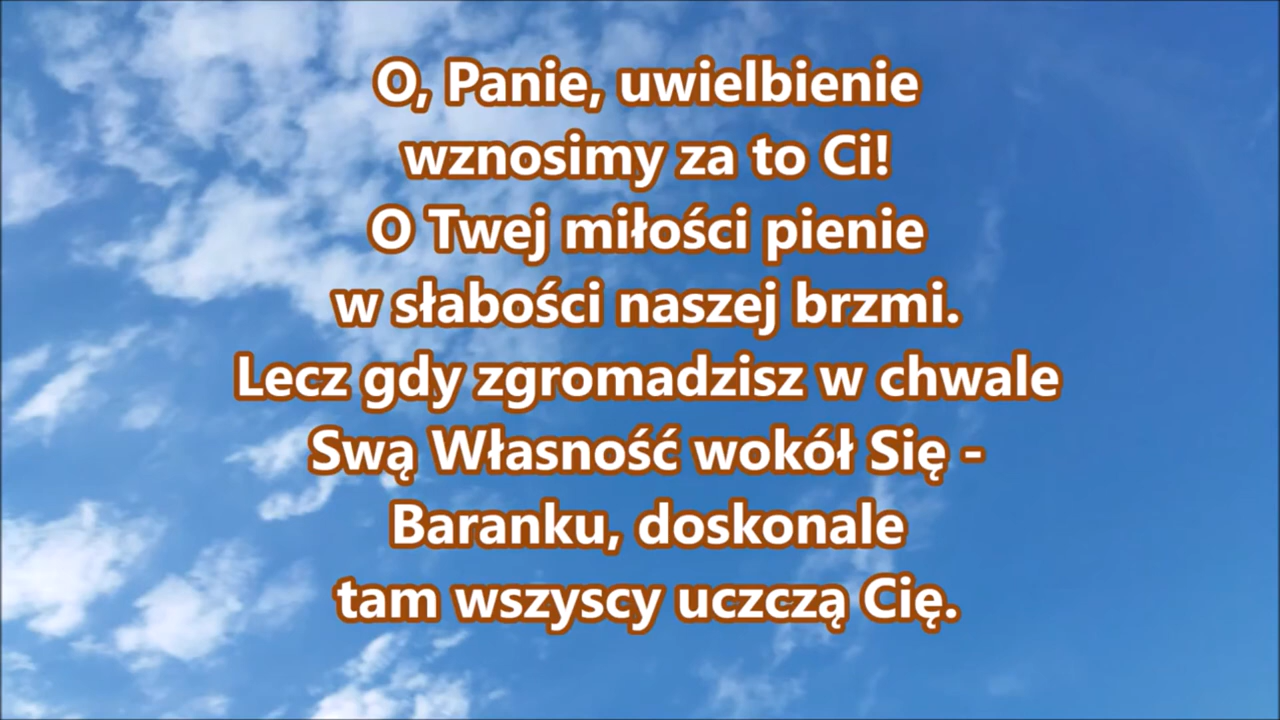 O, Panie, uwielbienie
wznosimy za to Ci!
O Twej miłości pienie
w słabości naszej brzmi.
Lecz gdy zgromadzisz w chwale
Swą Własność wokół Się -
Baranku, doskonale
tam wszyscy uczczą Cię.